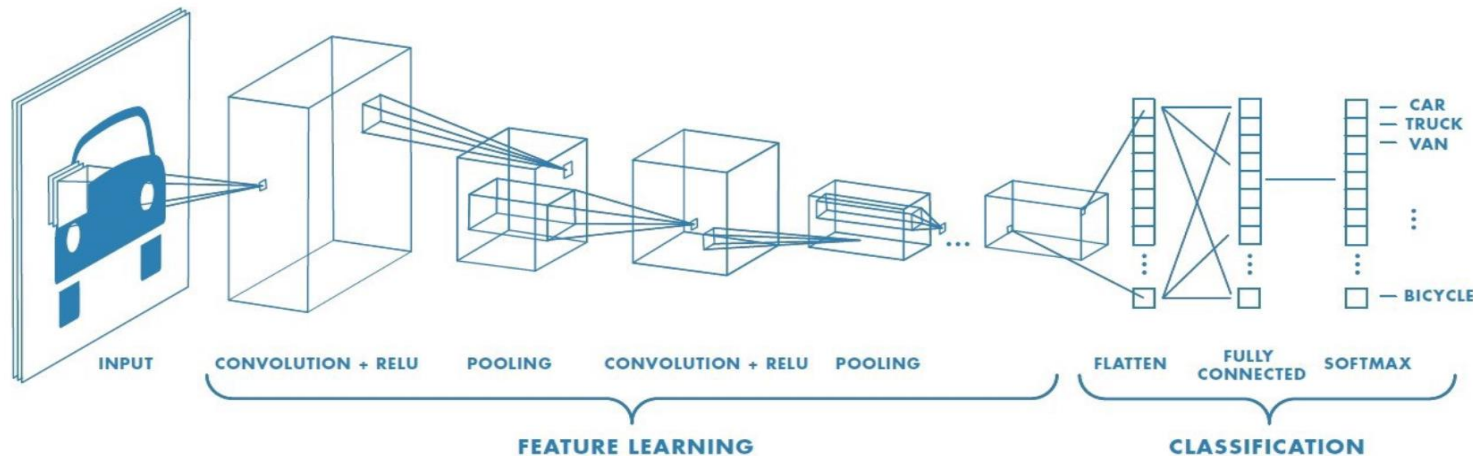 CAR
TRUCK
VAN
BICYCLE
INPUT
CONVOLUTION + RELU
POOLING
CONVOLUTION + RELU
POOLING
FLATTEN
FULLY
CONNECTED
SOFTMAX
FEATURE LEARNING
CLASSIFICATION